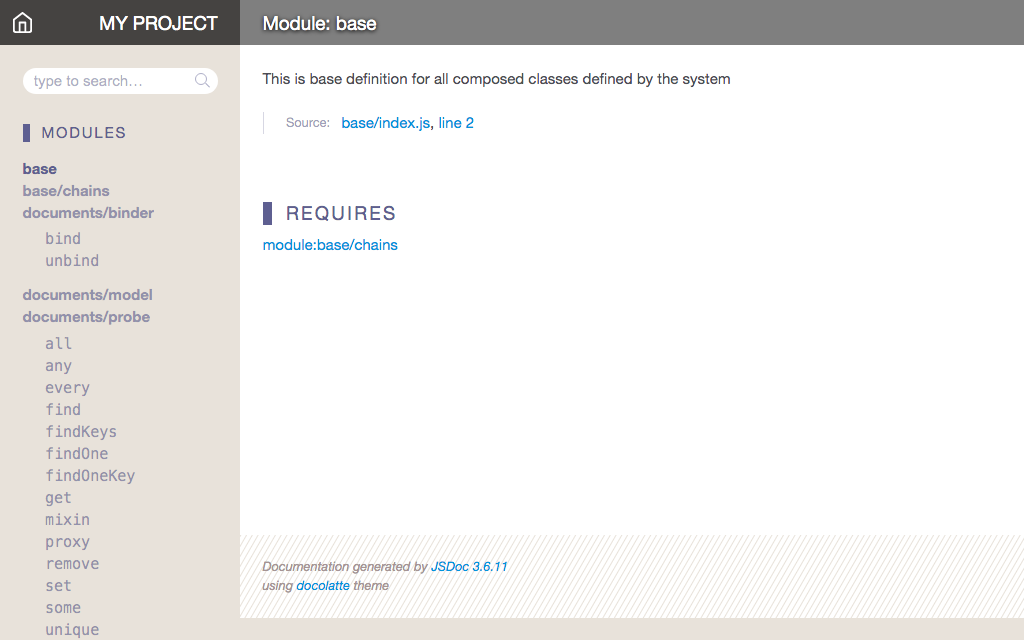 MY PROJECT
Module: base
type to search...
MODULES
base
base/chains
documents/binder
bind
unbind
documents/model
documents/probe
all
any
every
find
findKeys
findOne
findOneKey
get
mixin
proxy
remove
set
some
unique
This is base definition for all composed classes defined by the system
Source: base/index.js, line 2
REQUIRES
module:base/chains
Documentation generated by JSDoc 3.6.11
using docolatte theme